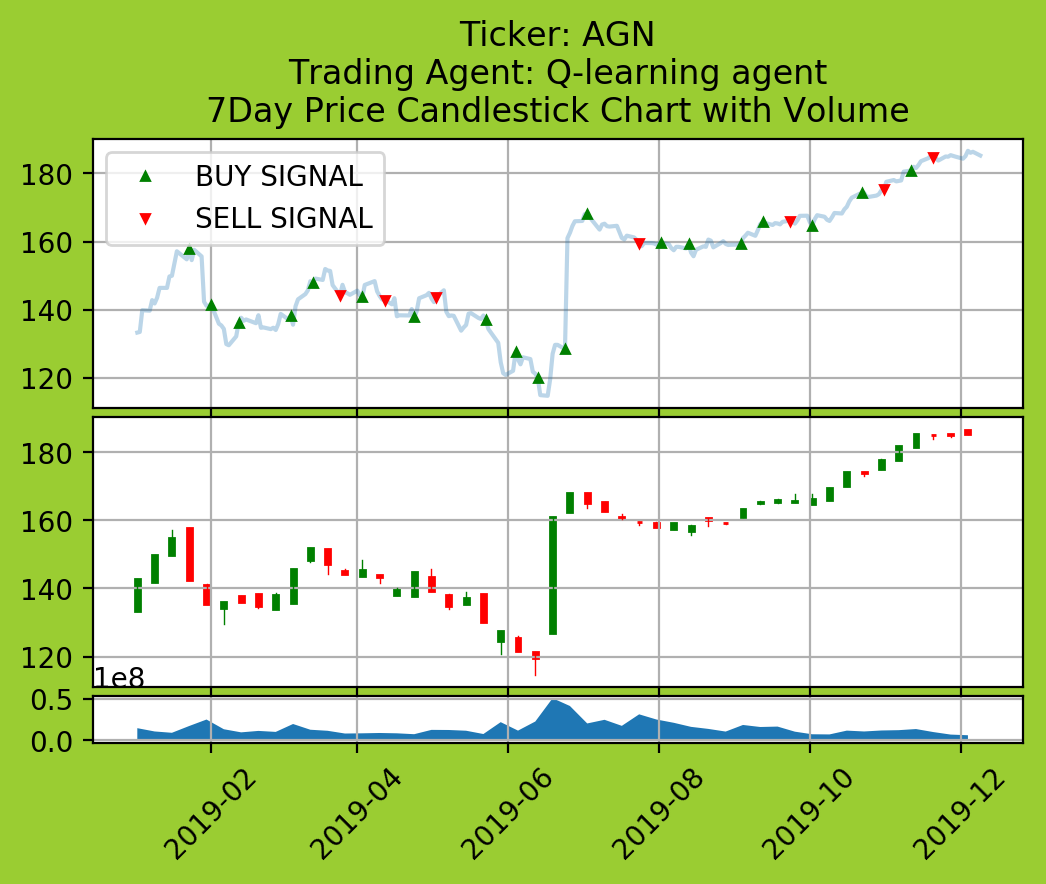 Ticker: AGN
Trading Agent: Q-learning agent
7Day Price Candlestick Chart with Volume
BUY SIGNAL
SELL SIGNAL
180
160
140
120
180
160
140
120
1e8
0.5
0.0
2019-02
2019-04
2019-06
2019-08
2019-10
2019-12